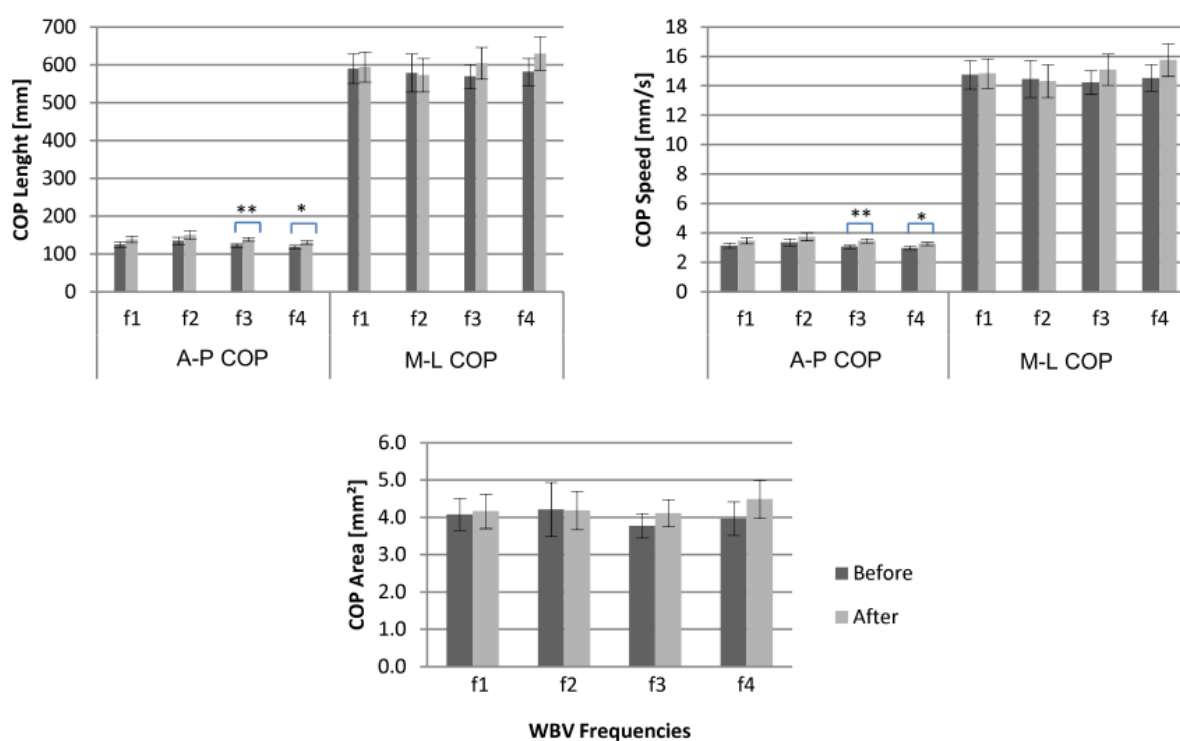 COP Lenght [mm]
700
600
500
400
300
200
100
0
** *
f1 f2 f3 f4 f1 f2 f3 f4
A-P COP M-L COP
COP Speed [mm/s]
18
16
14
12
10
8
6
4
2
0
** *
f1 f2 f3 f4 f1 f2 f3 f4
A-P COP M-L COP
COP Area [mm²]
6.0
5.0
4.0
3.0
2.0
1.0
0.0
f1 f2 f3 f4
WBV Frequencies
Before
After